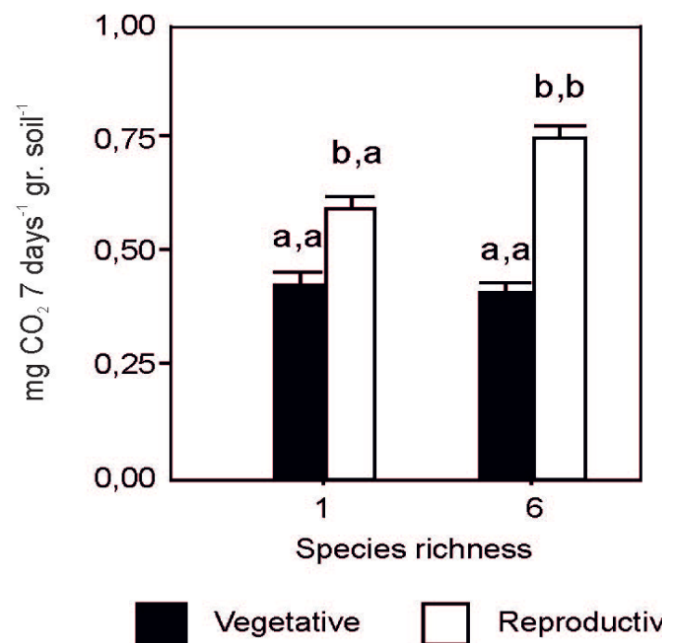 1,00
0,75
0,50
0,25
0,00
mg CO₂ 7 days⁻¹ gr. soil⁻¹
b,b
b,a
a,a
a,a
1 6
Species richness
Vegetative Reproductiv